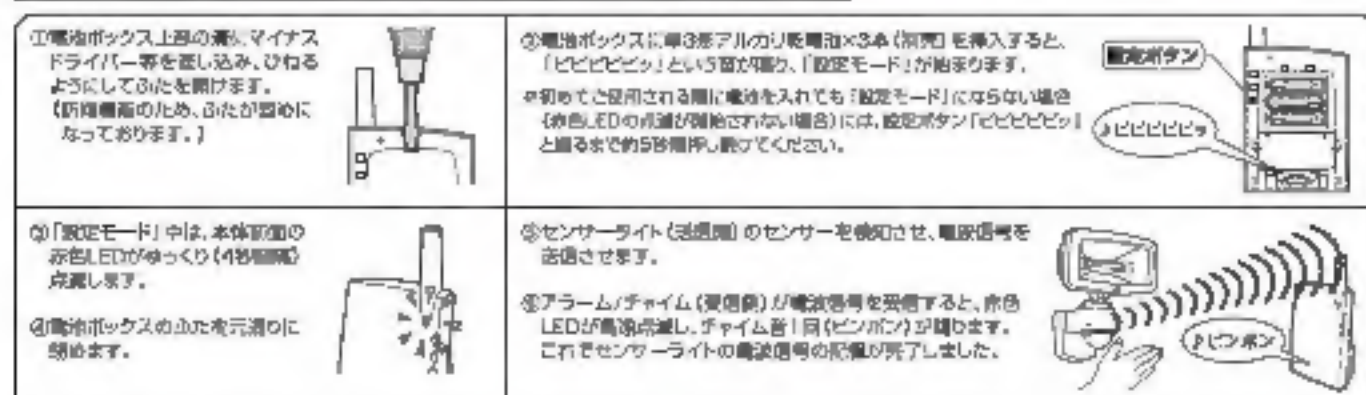 ①電池ボックス上部の溝にマイナス
ドライバー等を差し込み、ひねる
ようにしてふたを開けます。
(防雨構造のため、ふたが固めに
なっております。)
②電池ボックスに単3形アルカリ乾電池×3本(別売)を挿入すると、
「ピピピピピッ」という音が鳴り、「設定モード」が始まります。
※初めてご使用される際に電池を入れても「設定モード」にならない場合
(赤色LEDの点滅が開始されない場合)には、設定ボタン「ピピピピピッ」
と鳴るまで約5秒間押し続けてください。
設定ボタン
♪ピピピピピッ
③「設定モード」中は、本体前面の
赤色LEDがゆっくり(4秒間隔)
点滅します。
④電池ボックスのふたを元通りに
閉めます。
⑤センサーライト(送信側)のセンサーを検知させ、電波信号を
送信させます。
⑥アラーム/チャイム(受信側)が電波信号を受信すると、赤色
LEDが高速点滅し、チャイム音1回(ピンポン)が鳴ります。
これでセンサーライトの電波信号の記憶が完了しました。
♪ピンポン